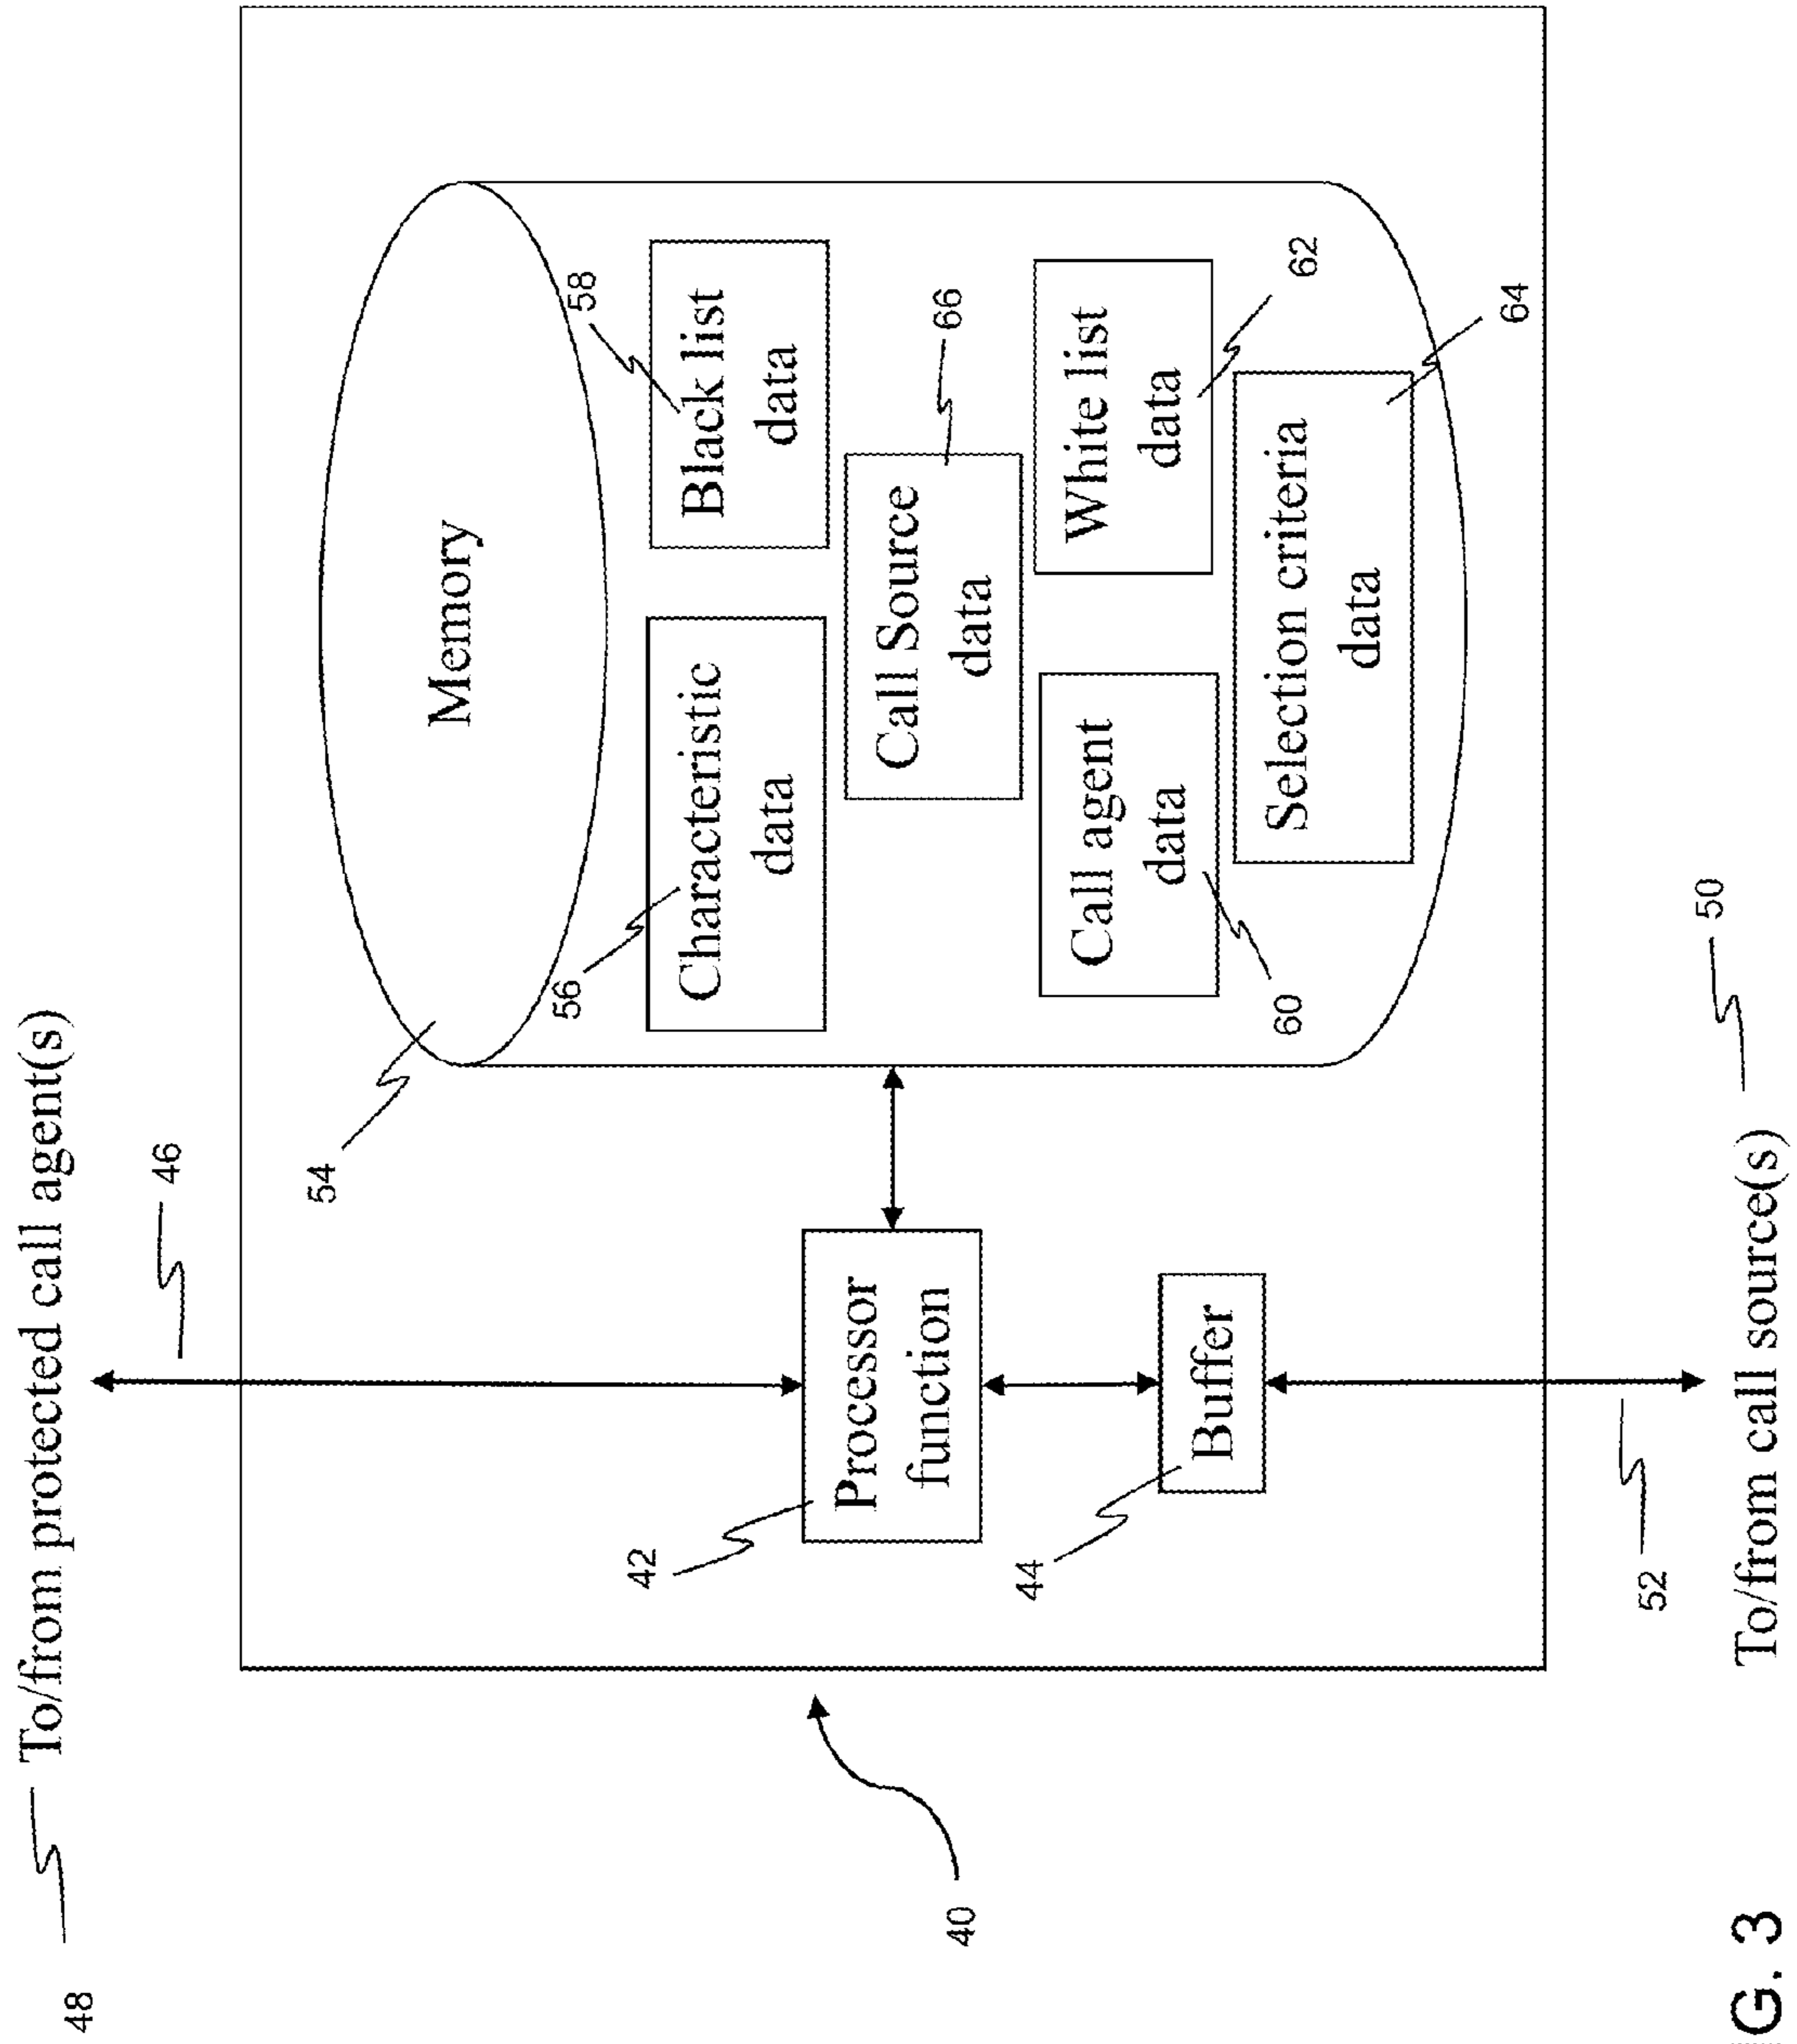 48
To/from protected call agent(s)
46
54
Memory
56
58
Characteristic
data
Black list
data
66
Call Source
data
42
Processor
function
Call agent
data
60
White list
data
62
44
Buffer
Selection criteria
data
64
40
52
50
To/from call source(s)
G. 3